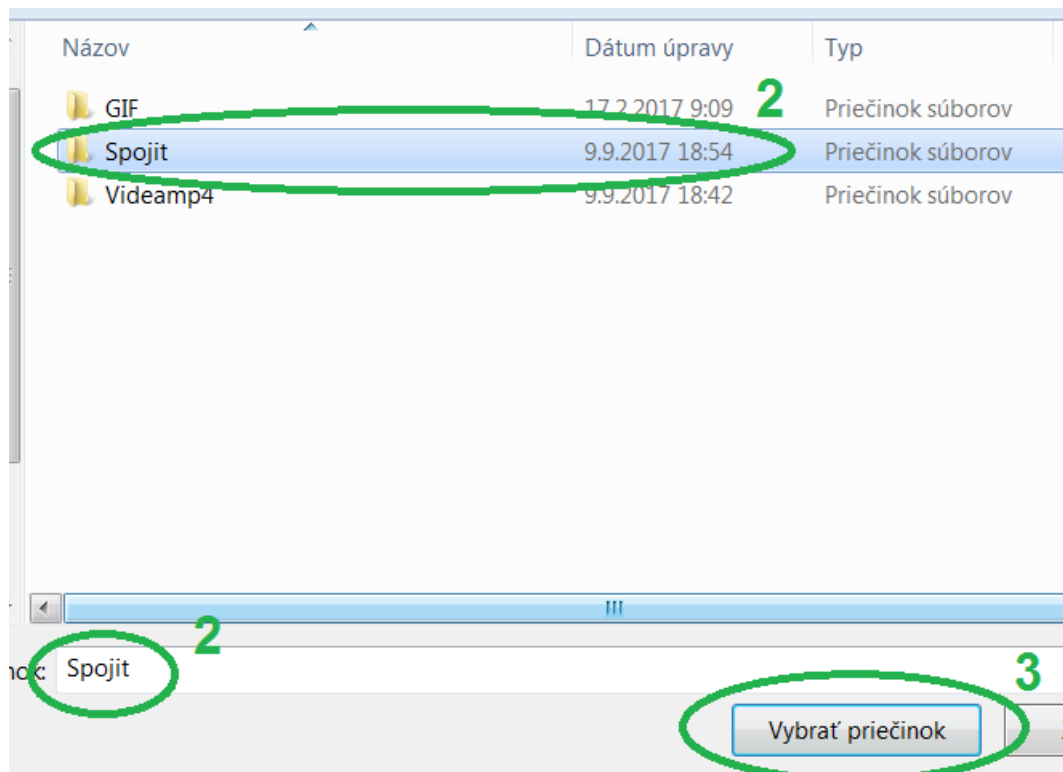 Názov Dátum úpravy Typ
GIF 17.2.2017 9:09 2 Priečinok súborov
Spojit 9.9.2017 18:54 Priečinok súborov
Videamp4 9.9.2017 18:42 Priečinok súborov
2
nok: Spojit
3
Vybrať priečinok